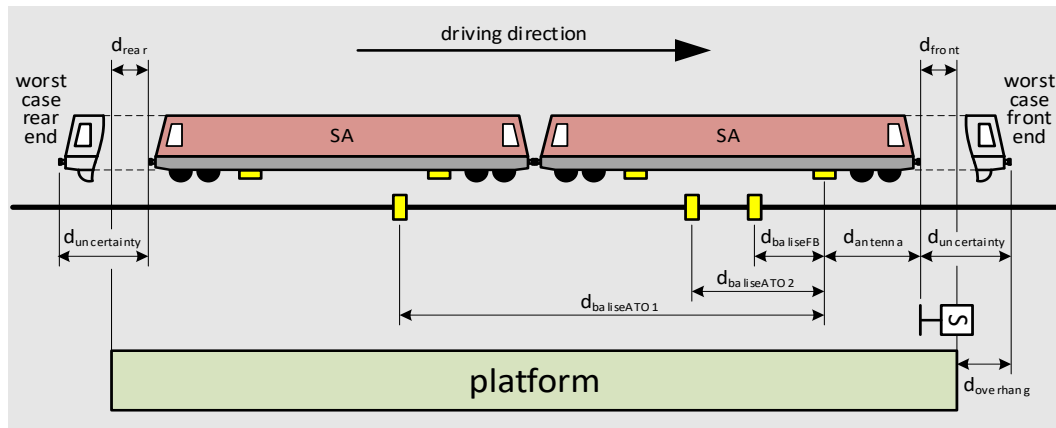 driving direction
d_rear
d_front
worst
case
rear
end
worst
case
front
end
SA
SA
d_uncertainty
d_baliseFB
d_antenna
d_uncertainty
d_baliseATO2
d_baliseATO1
S
platform
d_overhang